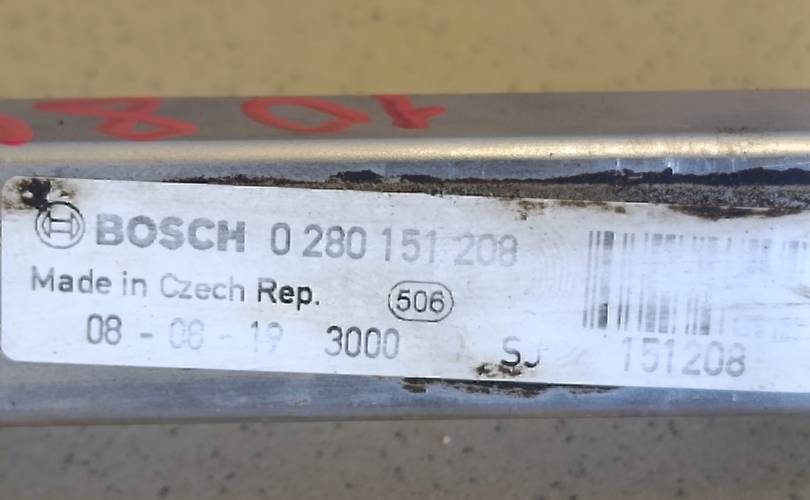 BOSCH 0 280 151 208
Made in Czech Rep. 506
08 - 08 - 19 3000 SJ 151208